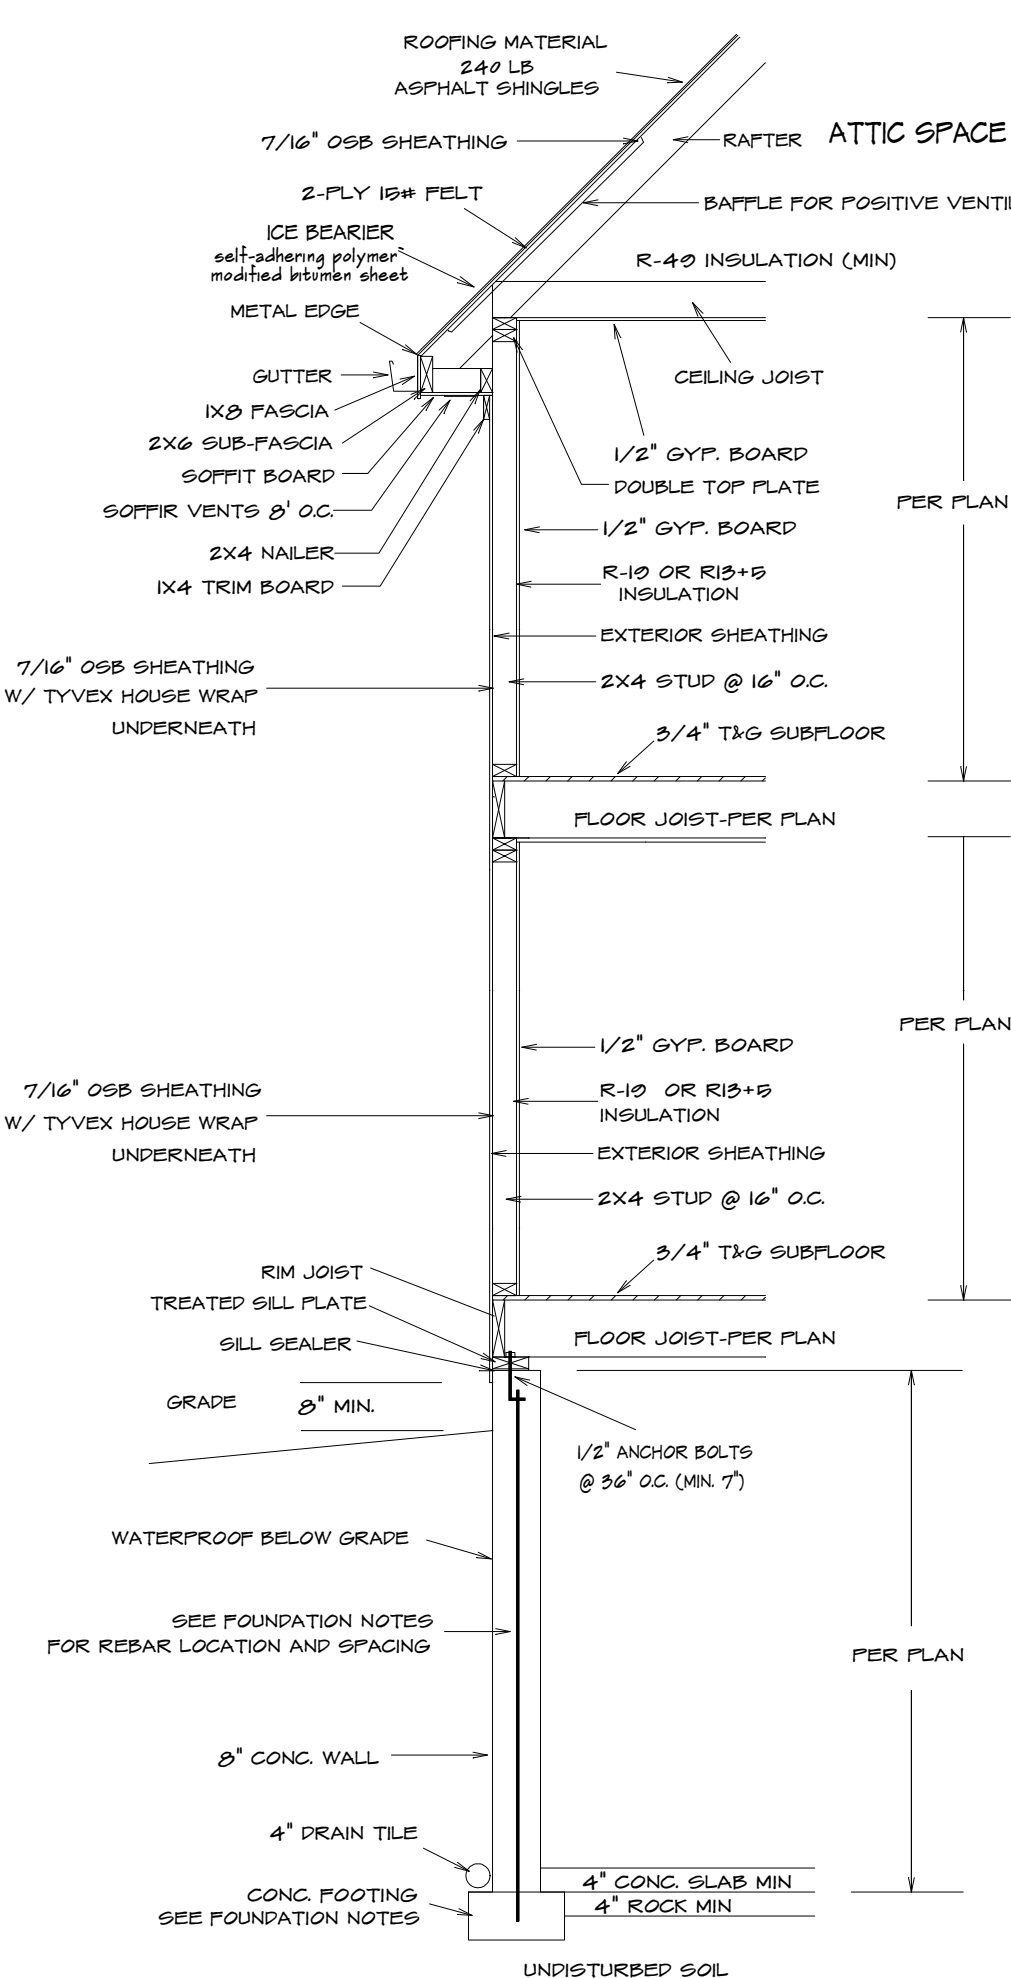 ROOFING MATERIAL
240 LB
ASPHALT SHINGLES
7/16" OSB SHEATHING
RAFTER
ATTIC SPACE
2-PLY 15# FELT
BAFFLE FOR POSITIVE
ICE BEARIER
self-adhering polymer
modified bitumen sheet
R-49 INSULATION (MIN)
METAL EDGE
GUTTER
CEILING JOIST
1X8 FASCIA
2X6 SUB-FASCIA
1/2" GYP. BOARD
SOFFIT BOARD
DOUBLE TOP PLATE
PER PLAN
SOFFIR VENTS 8' O.C.
1/2" GYP. BOARD
2X4 NAILER
1X4 TRIM BOARD
R-19 OR R13+5
INSULATION
EXTERIOR SHEATHING
7/16" OSB SHEATHING
W/ TYVEX HOUSE WRAP
UNDERNEATH
2X4 STUD @ 16" O.C.
3/4" T&G SUBFLOOR
FLOOR JOIST-PER PLAN
PER PLAN
1/2" GYP. BOARD
7/16" OSB SHEATHING
W/ TYVEX HOUSE WRAP
UNDERNEATH
R-19 OR R13+5
INSULATION
EXTERIOR SHEATHING
2X4 STUD @ 16" O.C.
3/4" T&G SUBFLOOR
RIM JOIST
TREATED SILL PLATE
SILL SEALER
FLOOR JOIST-PER PLAN
GRADE
8" MIN.
1/2" ANCHOR BOLTS
@ 36" O.C. (MIN. 7")
WATERPROOF BELOW GRADE
SEE FOUNDATION NOTES
FOR REBAR LOCATION AND SPACING
PER PLAN
8" CONC. WALL
4" DRAIN TILE
4" CONC. SLAB MIN
CONC. FOOTING
SEE FOUNDATION NOTES
4" ROCK MIN
UNDISTURBED SOIL